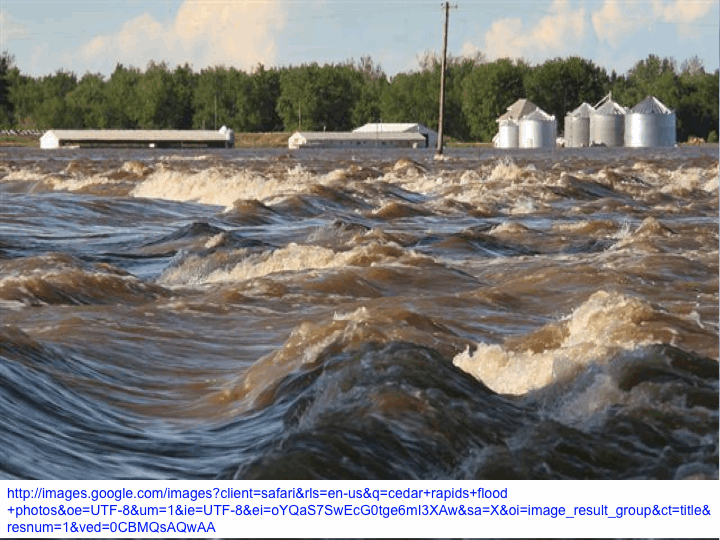 http://images.google.com/images?client=safari&rls=en-us&q=cedar+rapids+flood
+photos&oe=UTF-8&um=1&ie=UTF-8&ei=oYQaS7SwEcG0tge6mI3XAw&sa=X&oi=image_result_group&ct=title&
resnum=1&ved=0CBMQsAQwAA